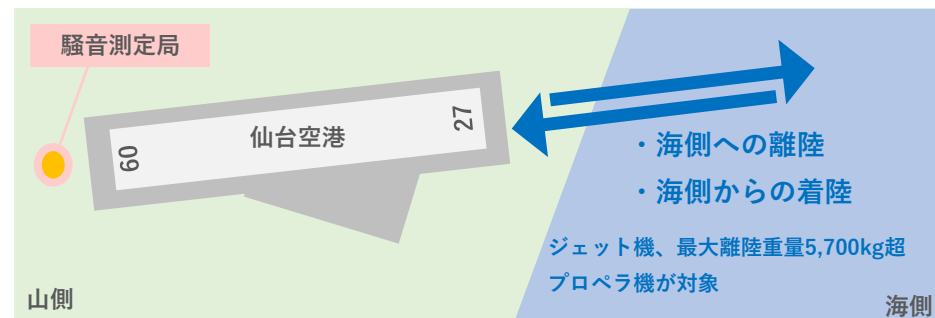 騒音測定局
仙台空港
09
27
・海側への離陸
・海側からの着陸
ジェット機、最大離陸重量5,700kg超
プロペラ機が対象
山側
海側